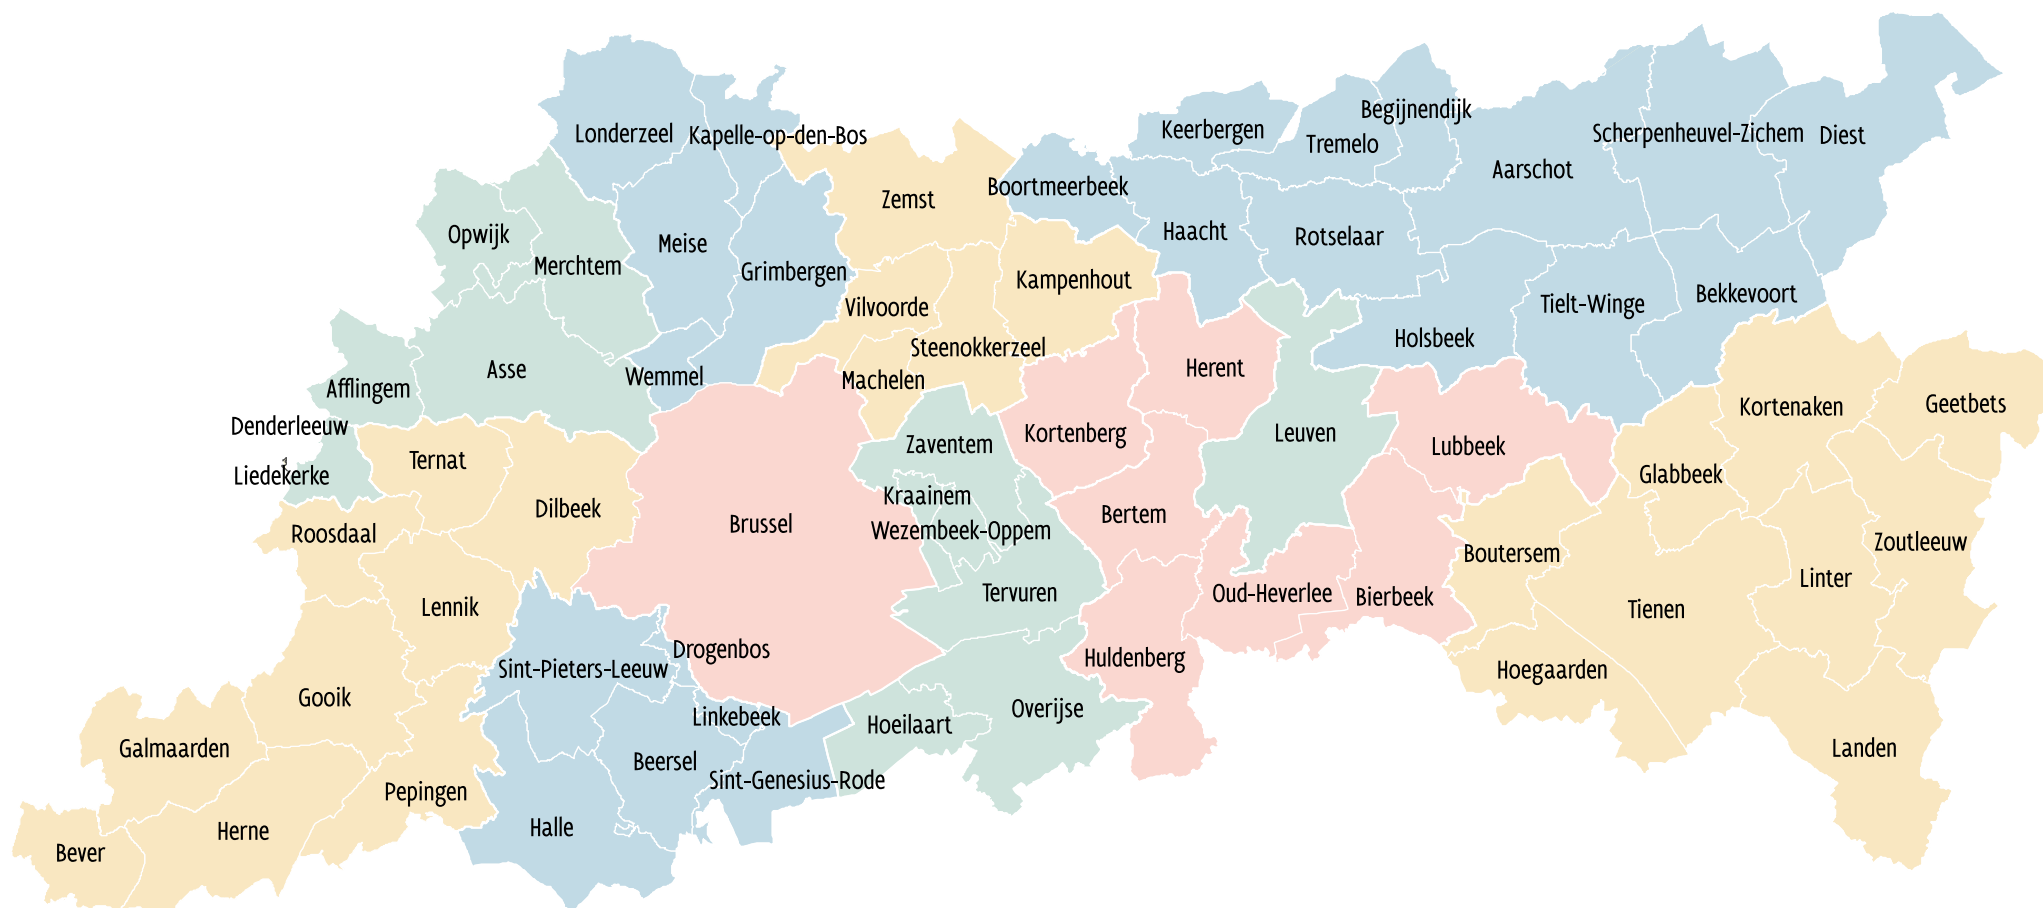 Begijnendijk
Keerbergen
Londerzeel
Kapelle-op-den-Bos
Tremelo
Scherpenheuvel-Zichem
Diest
Aarschot
Boortmeerbeek
Zemst
Opwijk
Meise
Haacht
Rotselaar
Merchtem
Grimbergen
Kampenhout
Vilvoorde
Tielt-Winge
Bekkevoort
Steenokkerzeel
Holsbeek
Asse
Wemmel
Machelen
Herent
Afflingem
Kortenaken
Geetbets
Denderleeuw
Zaventem
Kortenberg
Leuven
Lubbeek
Ternat
1
Liedekerke
Glabbeek
Kraainem
Dilbeek
Brussel
Bertem
Roosdaal
Wezembeek-Oppem
Zoutleeuw
Boutersem
Linter
Lennik
Tervuren
Oud-Heverlee
Bierbeek
Tienen
Drogenbos
Sint-Pieters-Leeuw
Huldenberg
Hoegaarden
Gooik
Overijse
Linkebeek
Hoeilaart
Galmaarden
Landen
Beersel
Sint-Genesius-Rode
Pepingen
Herne
Halle
Bever